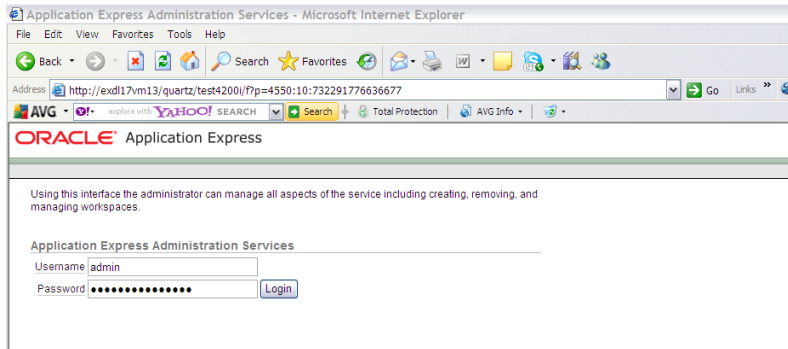 Application Express Administration Services - Microsoft Internet Explorer
File Edit View Favorites Tools Help
Back Search Favorites
Address http://exdl17vm13/quartz/test4200i/f?p=4550:10:732291776636677 Go Links »
AVG explore with YAHOO! SEARCH Search Total Protection AVG Info
ORACLE Application Express
Using this interface the administrator can manage all aspects of the service including creating, removing, and
managing workspaces.
Application Express Administration Services
Username admin
Password ●●●●●●●●●●●●●●● Login